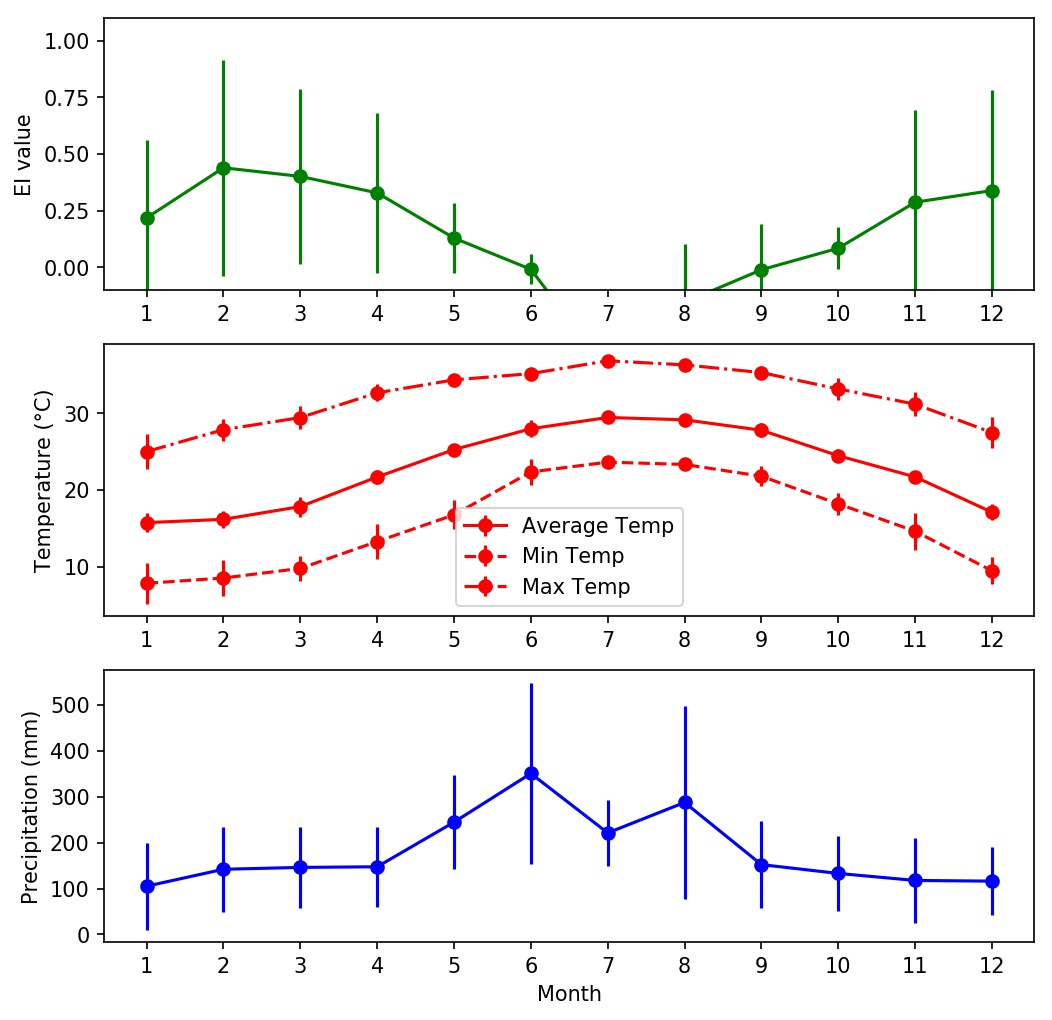 EI value
1.00
0.75
0.50
0.25
0.00
1 2 3 4 5 6 7 8 9 10 11 12
Temperature (°C)
30
20
10
Average Temp
Min Temp
Max Temp
1 2 3 4 5 6 7 8 9 10 11 12
Precipitation (mm)
500
400
300
200
100
0
1 2 3 4 5 6 7 8 9 10 11 12
Month